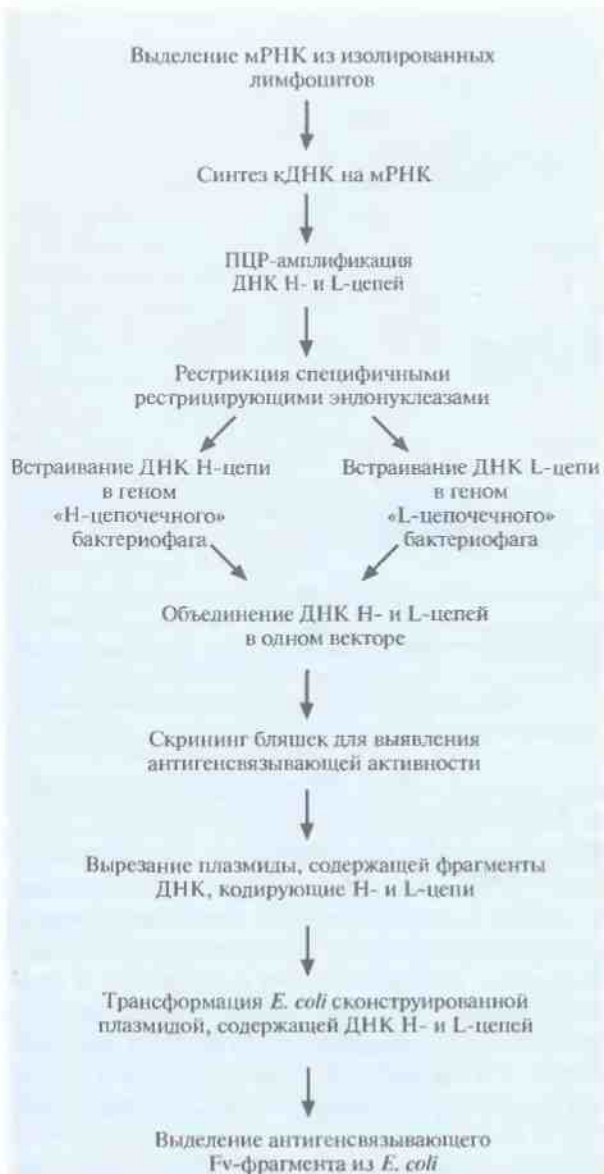 Выделение мРНК из изолированных
лимфоцитов
Синтез кДНК на мРНК
ПЦР-амплификация
ДНК H- и L-цепей
Рестрикция специфичными
рестрицирующими эндонуклеазами
Встраивание ДНК H-цепи
в геном
«H-цепочечного»
бактериофага
Встраивание ДНК L-цепи
в геном
«L-цепочечного»
бактериофага
Объединение ДНК H- и L-цепей
в одном векторе
Скрининг бляшек для выявления
антигенсвязывающей активности
Вырезание плазмиды, содержащей фрагменты
ДНК, кодирующие H- и L-цепи
Трансформация E. coli сконструированной
плазмидой, содержащей ДНК H- и L-цепей
Выделение антигенсвязывающего
Fv-фрагмента из E. coli